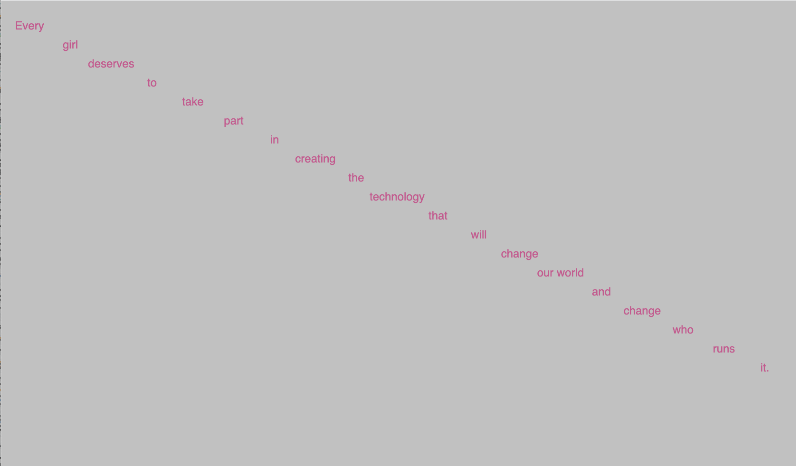 Every
girl
deserves
to
take
part
in
creating
the
technology
that
will
change
our world
and
change
who
runs
it.